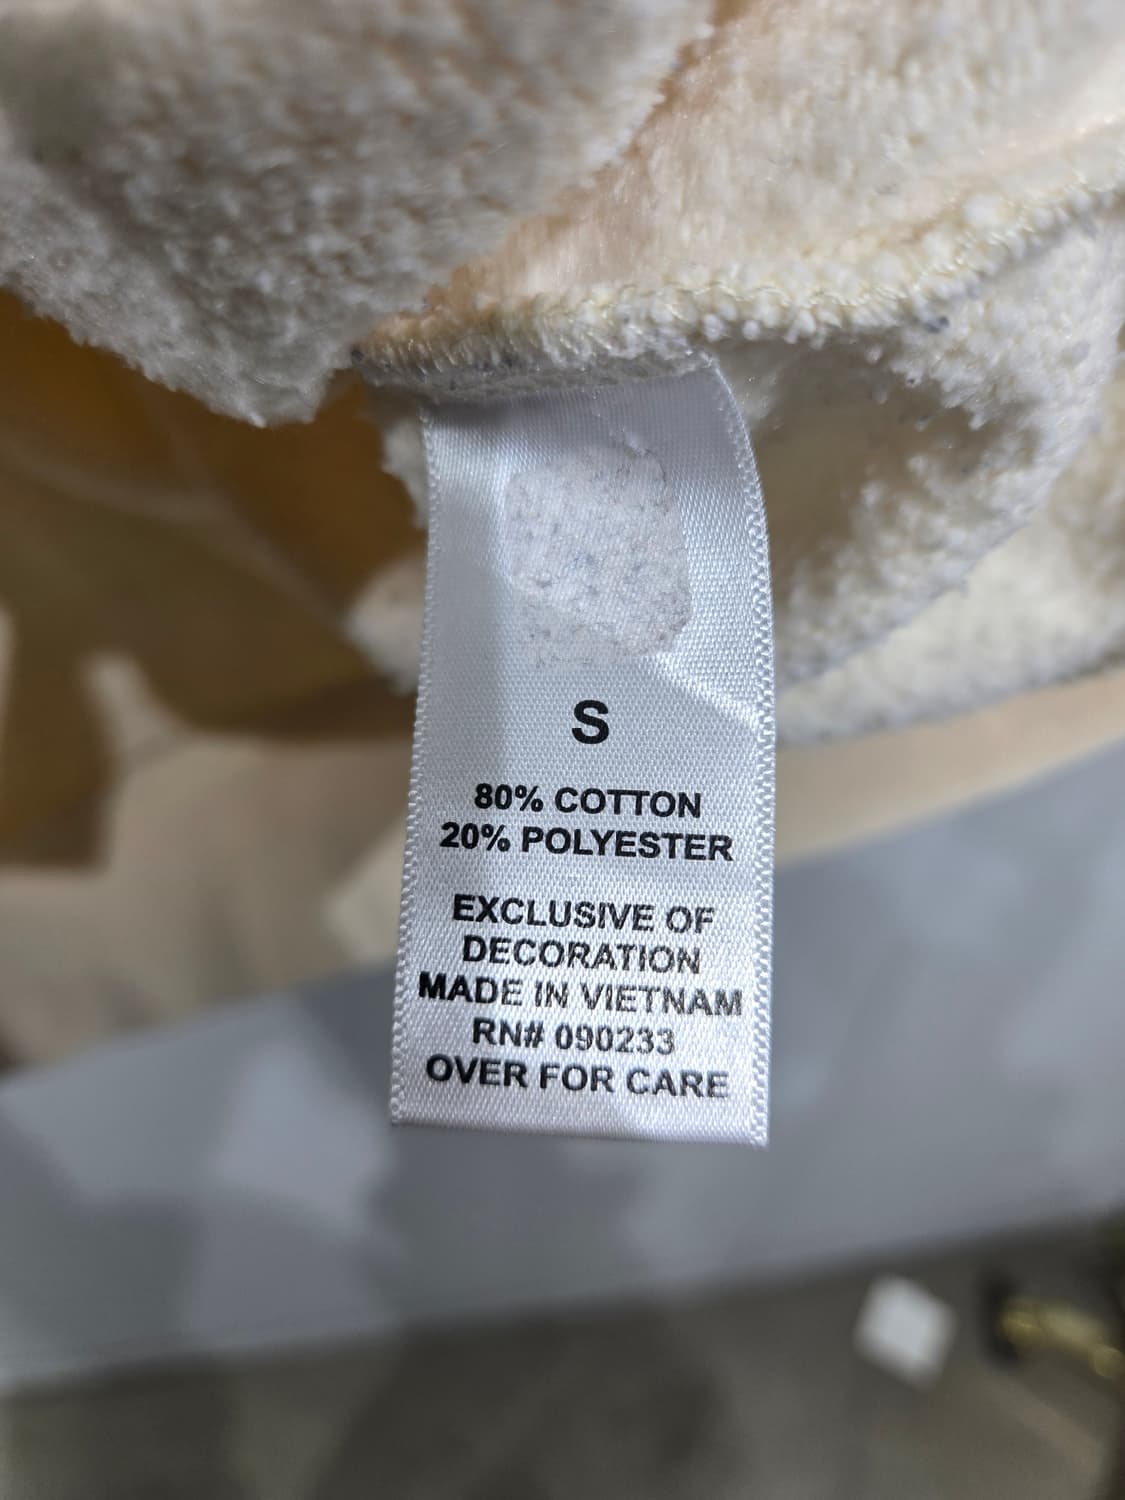 S
80% COTTON
20% POLYESTER
EXCLUSIVE OF
DECORATION
MADE IN VIETNAM
RN# 090233
OVER FOR CARE